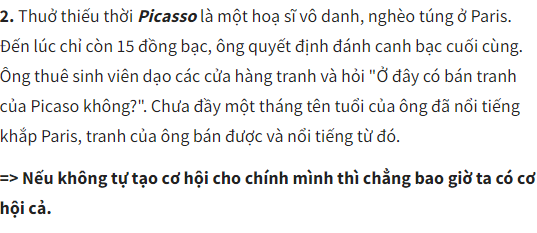 2. Thuở thiếu thời Picasso là một hoạ sĩ vô danh, nghèo túng ở Paris.
Đến lúc chỉ còn 15 đồng bạc, ông quyết định đánh canh bạc cuối cùng.
Ông thuê sinh viên dạo các cửa hàng tranh và hỏi "Ở đây có bán tranh
của Picaso không?". Chưa đầy một tháng tên tuổi của ông đã nổi tiếng
khắp Paris, tranh của ông bán được và nổi tiếng từ đó.
=> Nếu không tự tạo cơ hội cho chính mình thì chẳng bao giờ ta có cơ
hội cả.